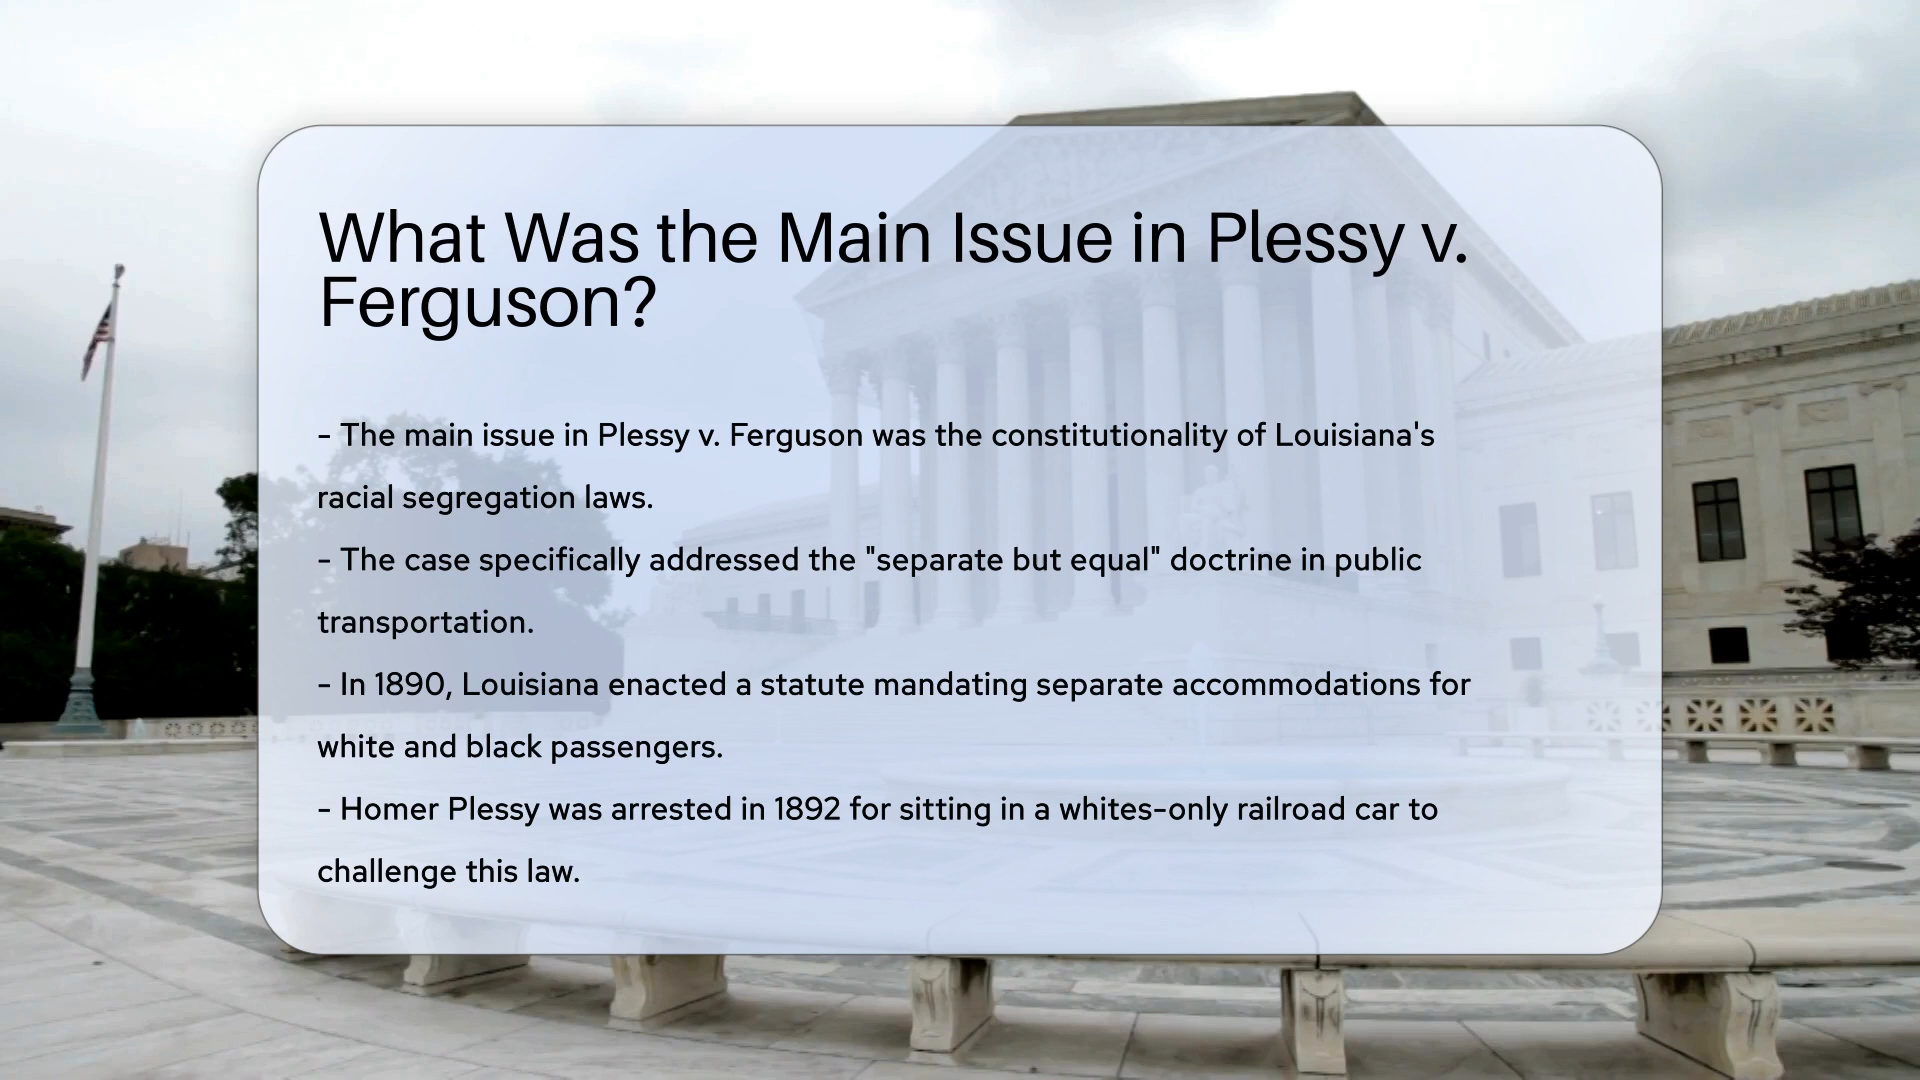 What Was the Main Issue in Plessy v.
Ferguson?
- The main issue in Plessy v. Ferguson was the constitutionality of Louisiana's
racial segregation laws.
- The case specifically addressed the "separate but equal" doctrine in public
transportation.
- In 1890, Louisiana enacted a statute mandating separate accommodations for
white and black passengers.
- Homer Plessy was arrested in 1892 for sitting in a whites-only railroad car to
challenge this law.